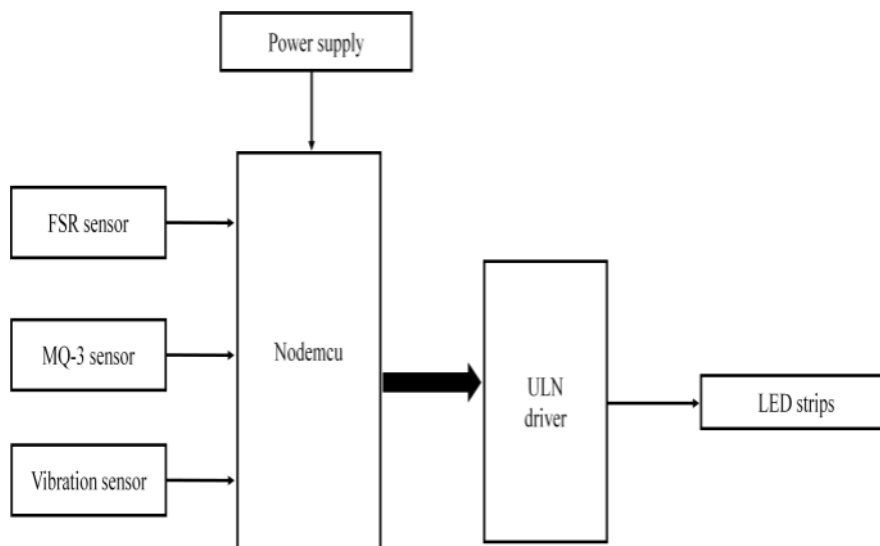 Power supply
FSR sensor
MQ-3 sensor
Nodemcu
ULN
driver
LED strips
Vibration sensor